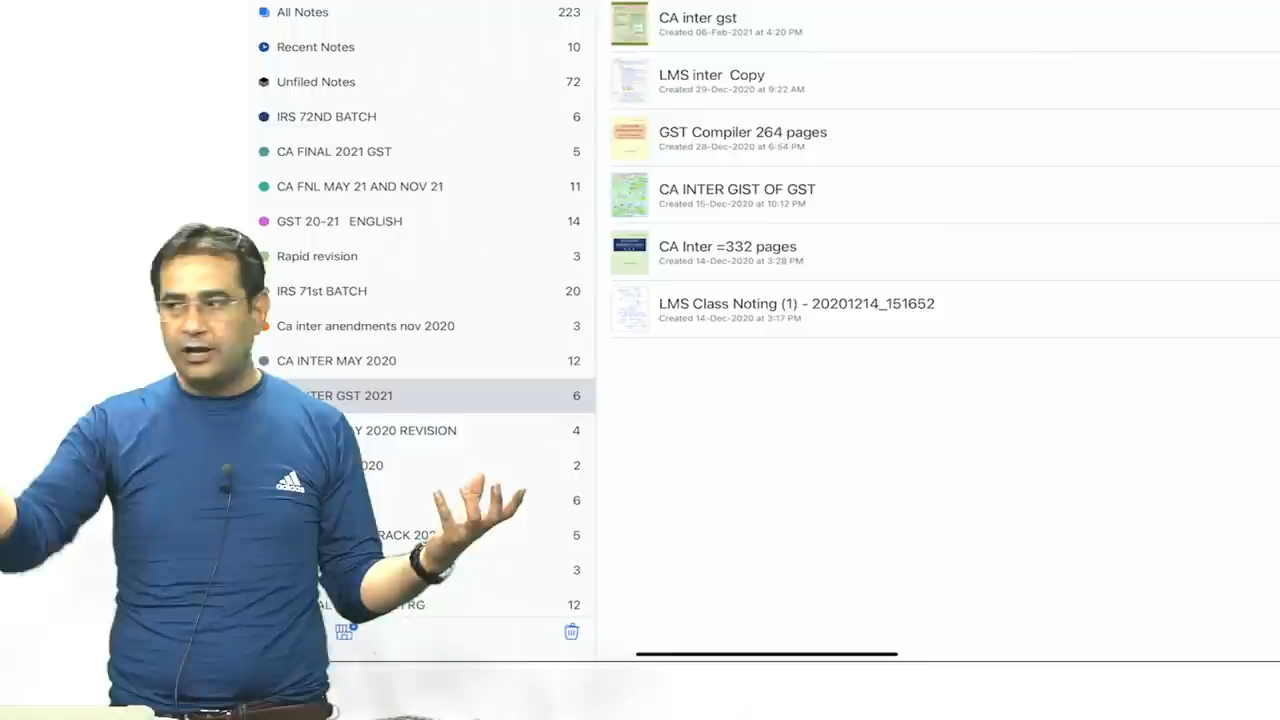 All Notes 223
Recent Notes 10
Unfiled Notes 72
IRS 72ND BATCH 6
CA FINAL 2021 GST 5
CA FNL MAY 21 AND NOV 21 11
GST 20-21 ENGLISH 14
Rapid revision 3
IRS 71st BATCH 20
Ca inter anendments nov 2020 3
CA INTER MAY 2020 12
TER GST 2021 6
Y 2020 REVISION 4
020 2
6
RACK 202 5
3
TRG 12
CA inter gst
Created 06-Feb-2021 at 4:20 PM
LMS inter Copy
Created 29-Dec-2020 at 9:22 AM
GST Compiler 264 pages
Created 28-Dec-2020 at 6:54 PM
CA INTER GIST OF GST
Created 15-Dec-2020 at 10:12 PM
CA Inter =332 pages
Created 14-Dec-2020 at 3:28 PM
LMS Class Noting (1) - 20201214_151652
Created 14-Dec-2020 at 3:17 PM
adidas